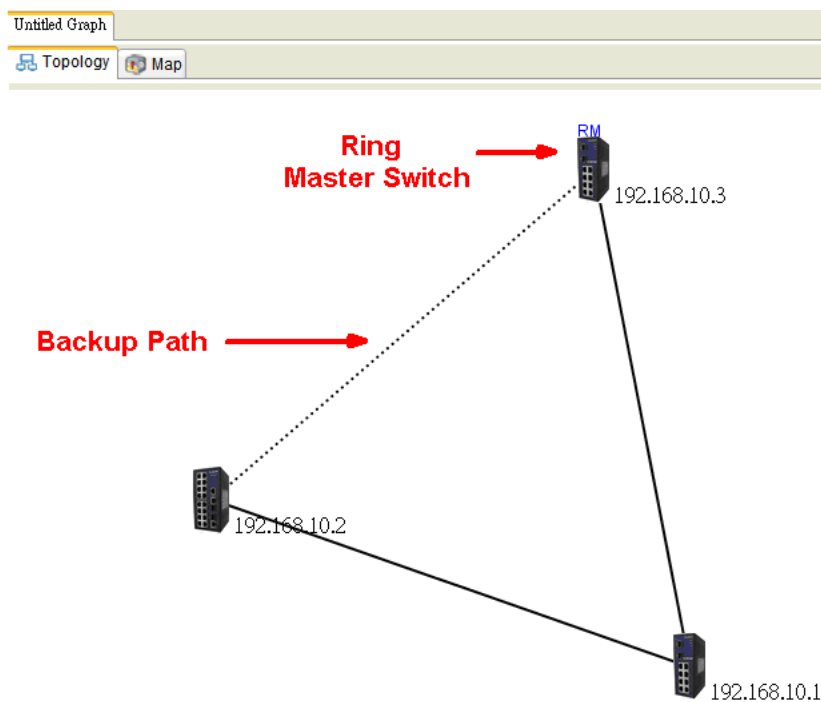 Untitled Graph
Topology
Map
RM
Ring
Master Switch
192.168.10.3
Backup Path
192.168.10.2
192.168.10.1